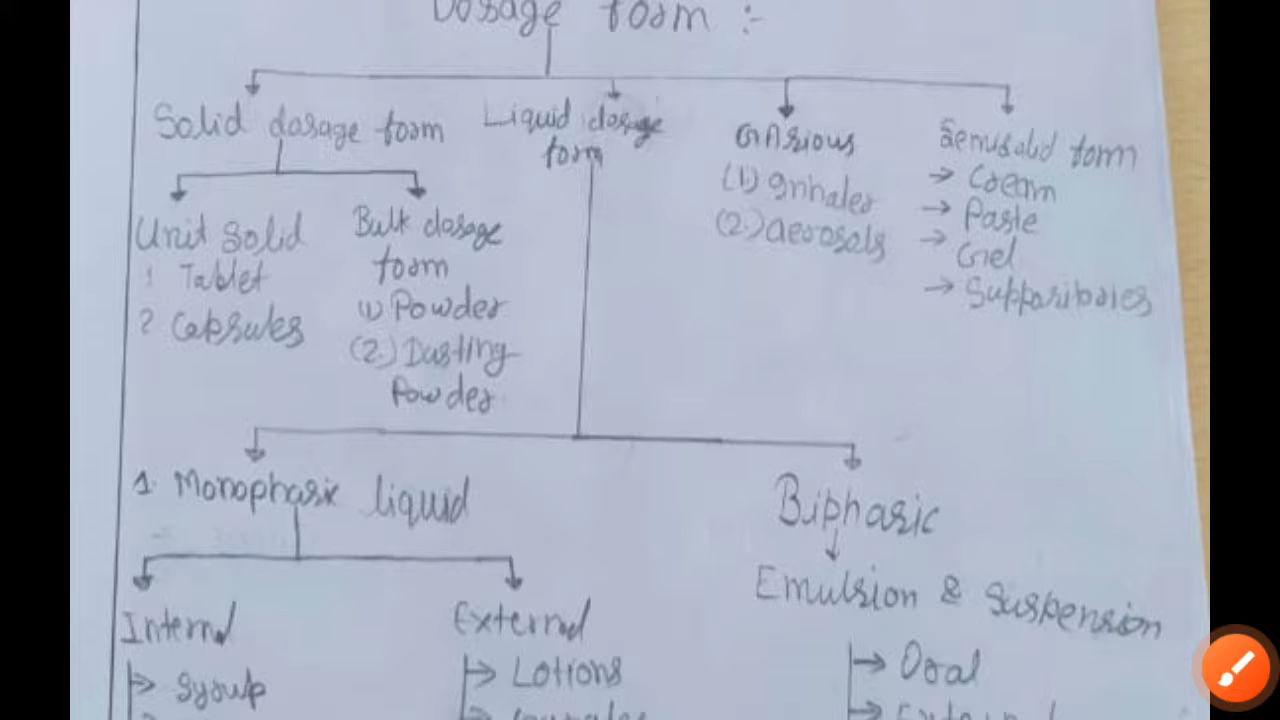 Dosage form :-
Solid dosage form
Liquid dosage
form
Gasious
(1) Inhaler
(2.) aerosols
Semisolid form
→ Cream
→ Paste
→ Gel
→ Suppositories
Unit Solid
1 Tablet
2 Capsules
Bulk dosage
form
(1) Powder
(2.) Dusting
Powder
1. Monophasic liquid
Biphasic
Emulsion & Suspension
Internal
→ Syrup
External
→ Lotions
→ Oral